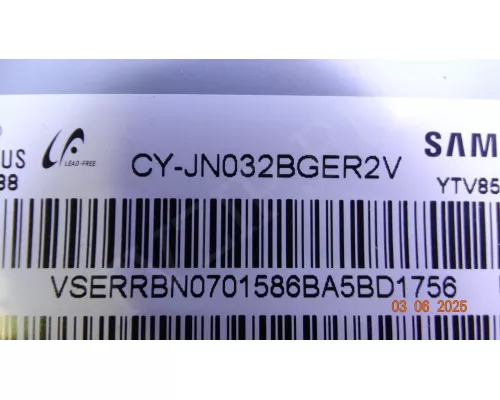 US
LEAD-FREE
CY-JN032BGER2V
SAM
38
YTV85
VSERRBN0701586BA5BD1756
03 06 2025